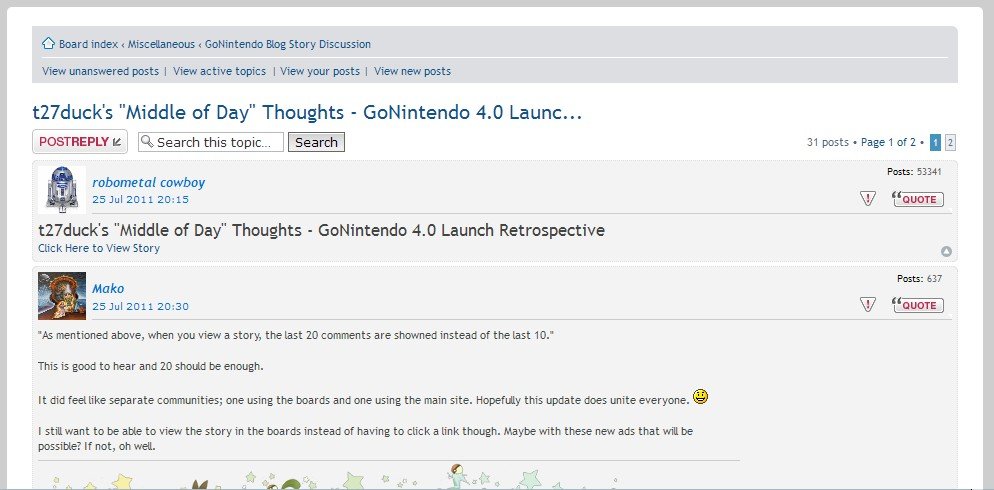 Board index ‹ Miscellaneous ‹ GoNintendo Blog Story Discussion
View unanswered posts | View active topics | View your posts | View new posts
t27duck's "Middle of Day" Thoughts - GoNintendo 4.0 Launc...
POSTREPLY Search this topic... Search 31 posts • Page 1 of 2 • 1 2
Posts: 53341
robometal cowboy
25 Jul 2011 20:15 QUOTE
t27duck's "Middle of Day" Thoughts - GoNintendo 4.0 Launch Retrospective
Click Here to View Story
Posts: 637
Mako
25 Jul 2011 20:30 QUOTE
"As mentioned above, when you view a story, the last 20 comments are showned instead of the last 10."
This is good to hear and 20 should be enough.
It did feel like separate communities; one using the boards and one using the main site. Hopefully this update does unite everyone.
I still want to be able to view the story in the boards instead of having to click a link though. Maybe with these new ads that will be
possible? If not, oh well.